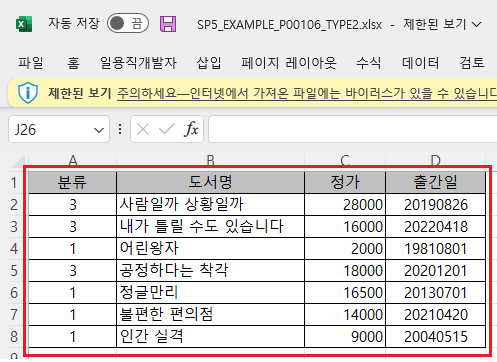 자동 저장 끔 SP5_EXAMPLE_P00106_TYPE2.xlsx - 제한된 보기
파일 홈 일용직개발자 삽입 페이지 레이아웃 수식 데이터 검토
제한된 보기 주의하세요—인터넷에서 가져온 파일에는 바이러스가 있을 수 있습니다
J26 fx
A B C D
1 분류 도서명 정가 출간일
2 3 사람일까 상황일까 28000 20190826
3 3 내가 틀릴 수도 있습니다 16000 20220418
4 1 어린왕자 2000 19810801
5 3 공정하다는 착각 18000 20201201
6 1 정글만리 16500 20130701
7 1 불편한 편의점 14000 20210420
8 1 인간 실격 9000 20040515
9